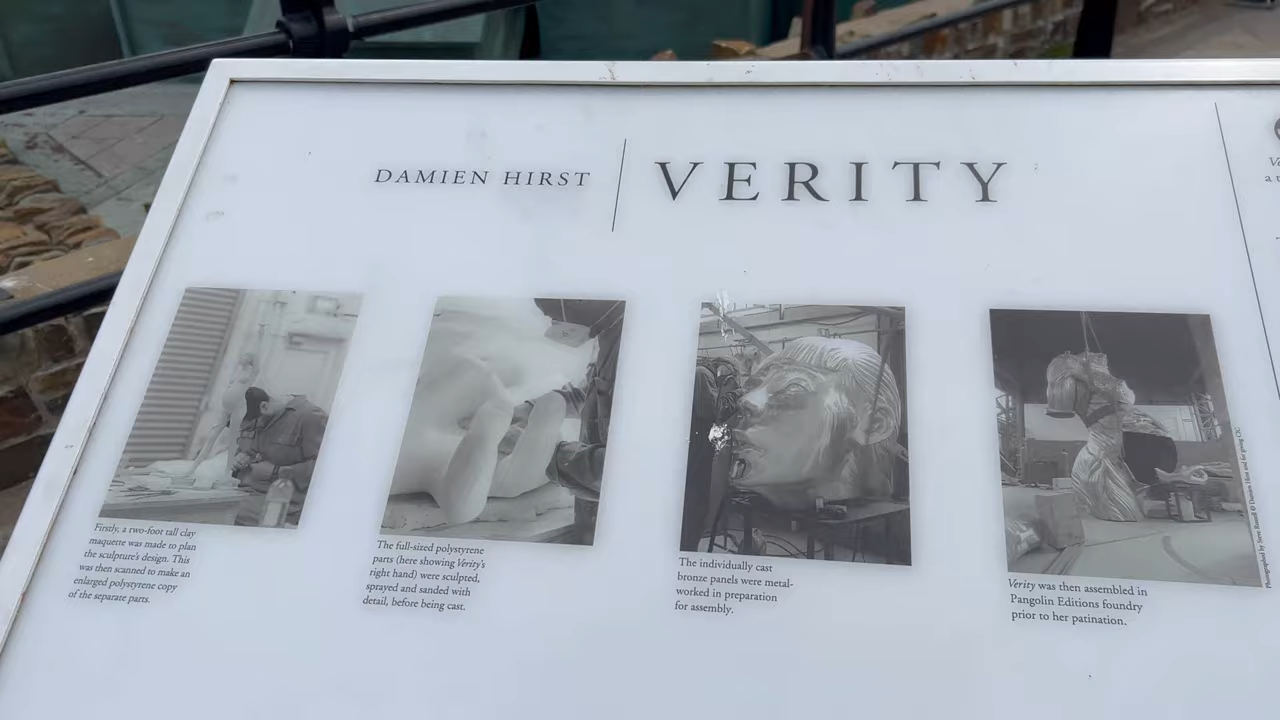 DAMIEN HIRST
VERITY
Firstly, a two-foot tall clay
maquette was made to plan
the sculpture's design. This
was then scanned to make an
enlarged polystyrene copy
of the separate parts.
The full-sized polystyrene
parts (here showing Verity's
right hand) were sculpted,
sprayed and sanded with
detail, before being cast.
The individually cast
bronze panels were metal-
worked in preparation
for assembly.
Verity was then assembled in
Pangolin Editions foundry
prior to her patination.